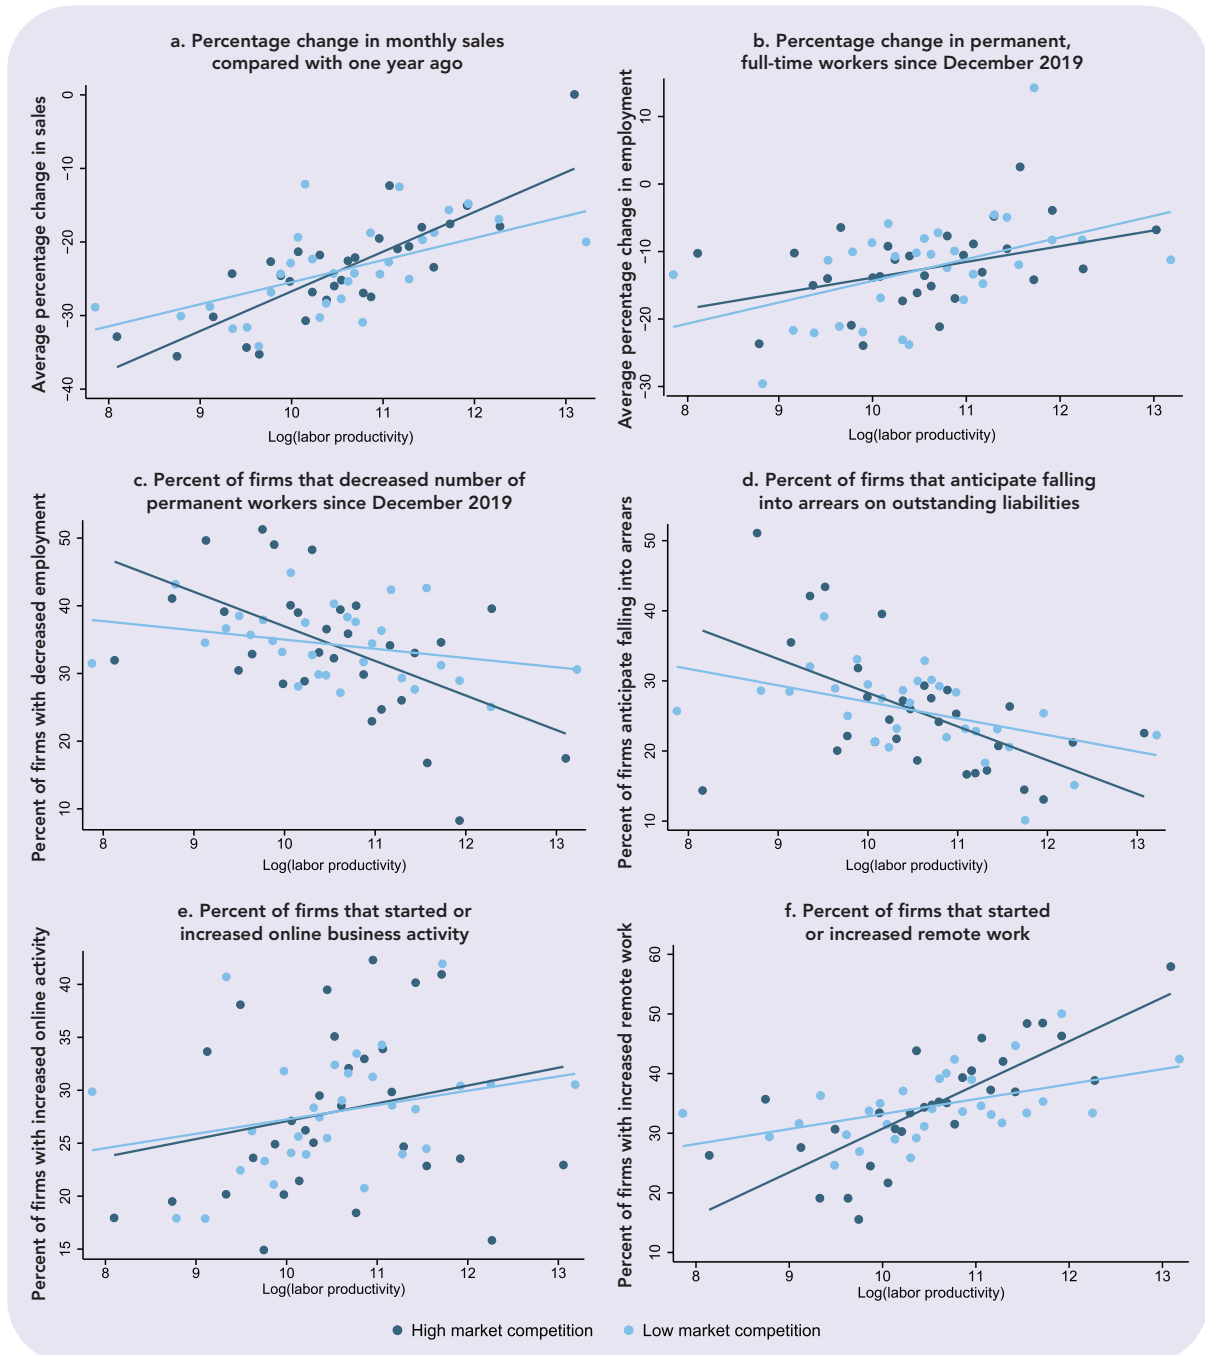 a. Percentage change in monthly sales
compared with one year ago
Average percentage change in sales
0
−10
−20
−30
−40
8 9 10 11 12 13
Log(labor productivity)
b. Percentage change in permanent,
full-time workers since December 2019
Average percentage change in employment
10
0
−10
−20
−30
8 9 10 11 12 13
Log(labor productivity)
c. Percent of firms that decreased number of
permanent workers since December 2019
Percent of firms with decreased employment
50
40
30
20
10
8 9 10 11 12 13
Log(labor productivity)
d. Percent of firms that anticipate falling
into arrears on outstanding liabilities
Percent of firms anticipate falling into arrears
50
40
30
20
10
8 9 10 11 12 13
Log(labor productivity)
e. Percent of firms that started or
increased online business activity
Percent of firms with increased online activity
40
35
30
25
20
15
8 9 10 11 12 13
Log(labor productivity)
f. Percent of firms that started
or increased remote work
Percent of firms with increased remote work
60
50
40
30
20
10
8 9 10 11 12 13
Log(labor productivity)
High market competition Low market competition